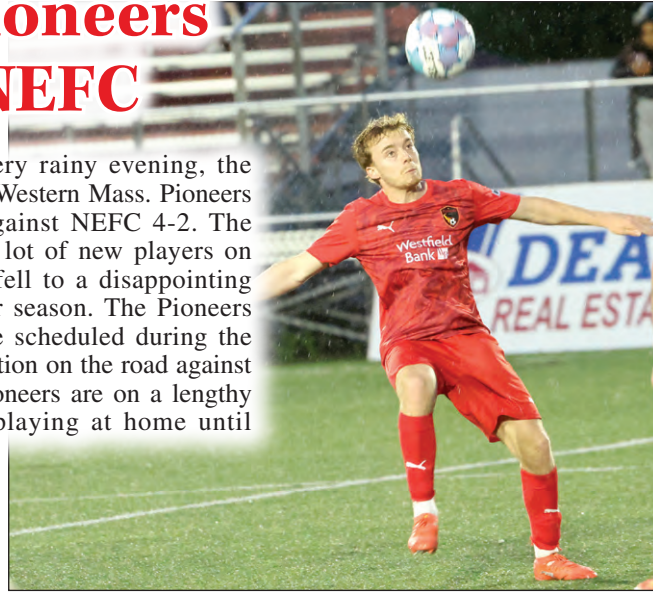 ioneers
NEFC
ery rainy evening, the
Western Mass. Pioneers
gainst NEFC 4-2. The
lot of new players on
fell to a disappointing
r season. The Pioneers
e scheduled during the
tion on the road against
oneers are on a lengthy
playing at home until
Westfield
Bank
DEA
REAL ESTA